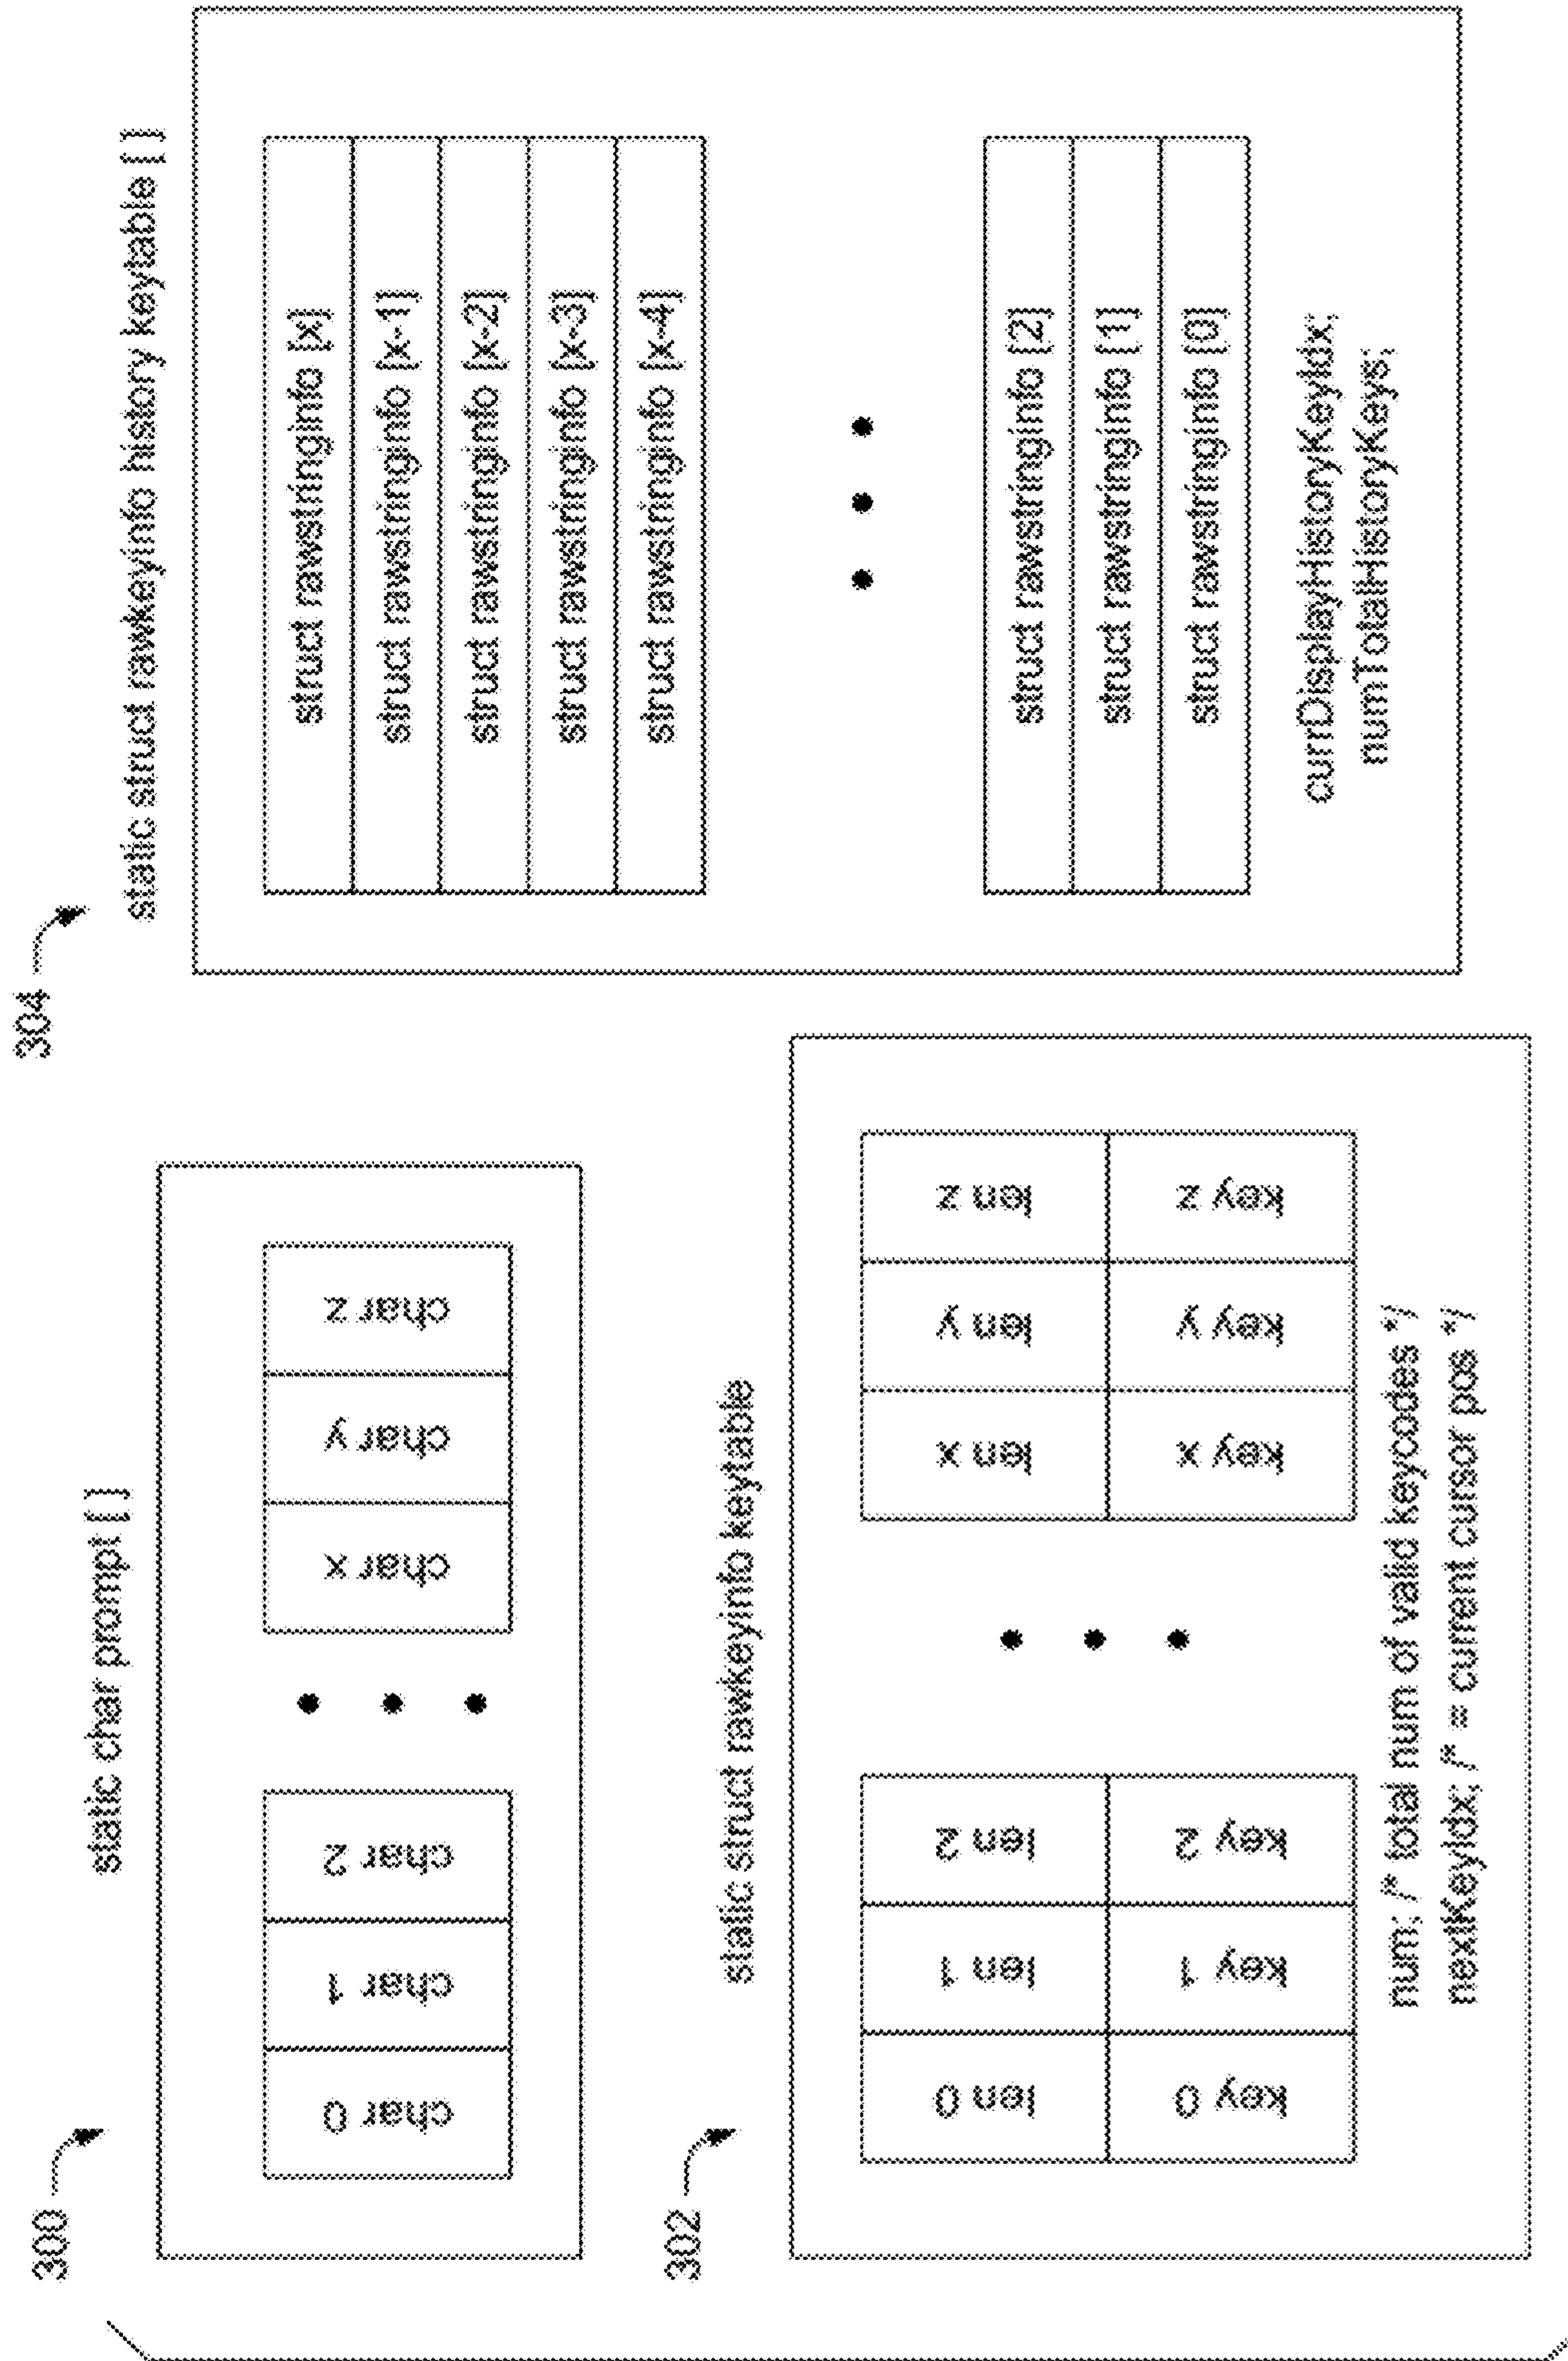 300
static char prompt [ ]
char 0
char 1
char 2
char x
char y
char z
302
static struct rawkeyinfo keytable
len 0
len 1
len 2
len x
len y
len z
key 0
key 1
key 2
key x
key y
key z
num; /* total num of valid keycodes */
nextKeyIdx; /* = current cursor pos */
304
static struct rawkeyinfo history keytable [ ]
struct rawstringinfo [x]
struct rawstringinfo [x-1]
struct rawstringinfo [x-2]
struct rawstringinfo [x-3]
struct rawstringinfo [x-4]
struct rawstringinfo [2]
struct rawstringinfo [1]
struct rawstringinfo [0]
currDisplayHistoryKeyIdx;
numTotalHistoryKeys;